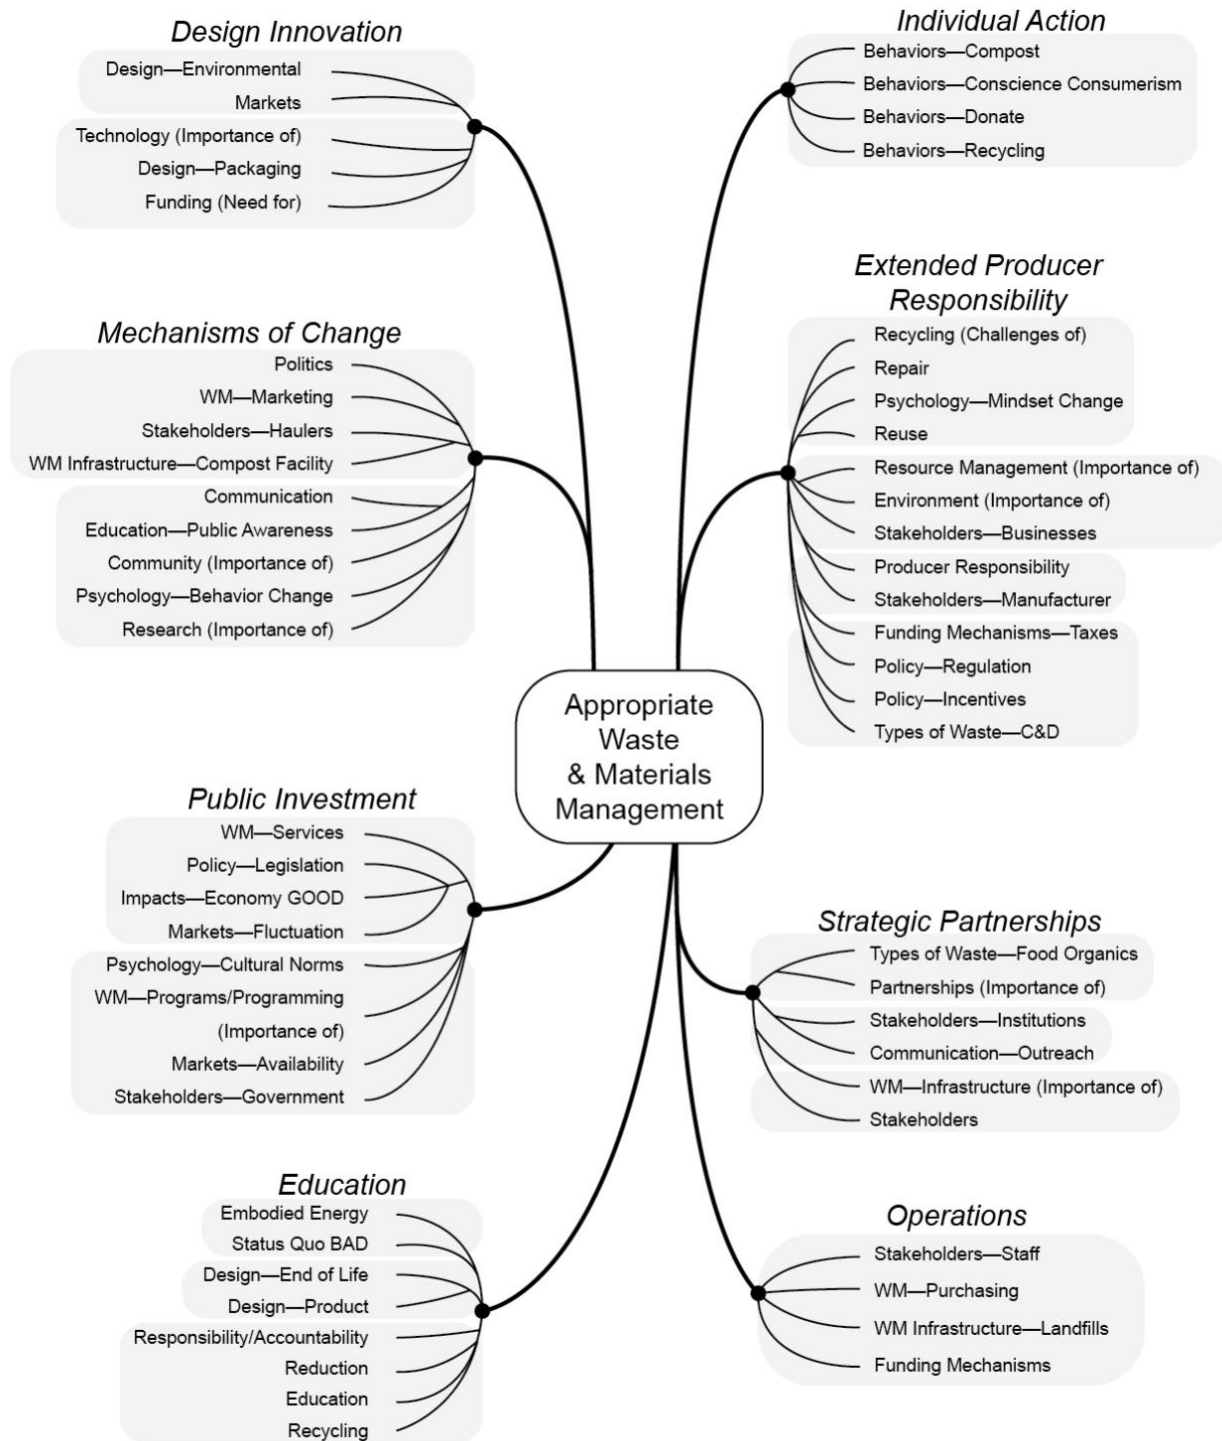 Design Innovation
Design—Environmental
Markets
Technology (Importance of)
Design—Packaging
Funding (Need for)
Mechanisms of Change
Politics
WM—Marketing
Stakeholders—Haulers
WM Infrastructure—Compost Facility
Communication
Education—Public Awareness
Community (Importance of)
Psychology—Behavior Change
Research (Importance of)
Public Investment
WM—Services
Policy—Legislation
Impacts—Economy GOOD
Markets—Fluctuation
Psychology—Cultural Norms
WM—Programs/Programming
(Importance of)
Markets—Availability
Stakeholders—Government
Education
Embodied Energy
Status Quo BAD
Design—End of Life
Design—Product
Responsibility/Accountability
Reduction
Education
Recycling
Appropriate
Waste
& Materials
Management
Individual Action
Behaviors—Compost
Behaviors—Conscience Consumerism
Behaviors—Donate
Behaviors—Recycling
Extended Producer
Responsibility
Recycling (Challenges of)
Repair
Psychology—Mindset Change
Reuse
Resource Management (Importance of)
Environment (Importance of)
Stakeholders—Businesses
Producer Responsibility
Stakeholders—Manufacturer
Funding Mechanisms—Taxes
Policy—Regulation
Policy—Incentives
Types of Waste—C&D
Strategic Partnerships
Types of Waste—Food Organics
Partnerships (Importance of)
Stakeholders—Institutions
Communication—Outreach
WM—Infrastructure (Importance of)
Stakeholders
Operations
Stakeholders—Staff
WM—Purchasing
WM Infrastructure—Landfills
Funding Mechanisms